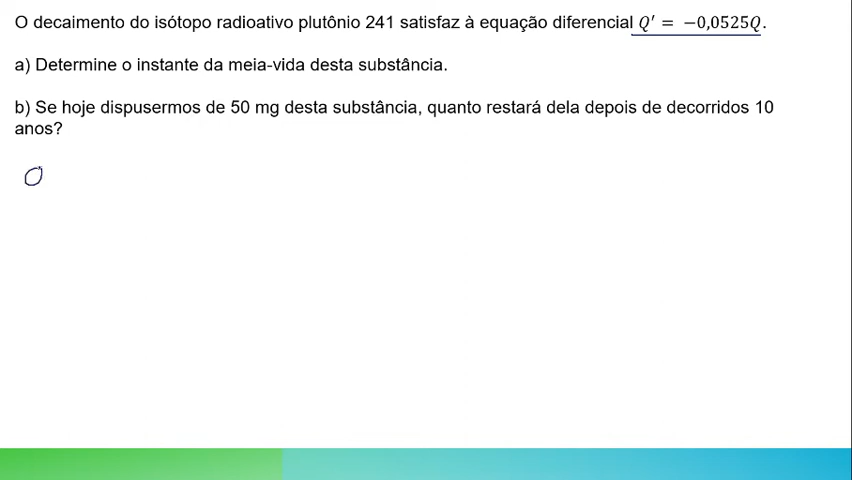 O decaimento do isótopo radioativo plutônio 241 satisfaz à equação diferencial Q′ = −0,0525Q.
a) Determine o instante da meia-vida desta substância.
b) Se hoje dispusermos de 50 mg desta substância, quanto restará dela depois de decorridos 10
anos?